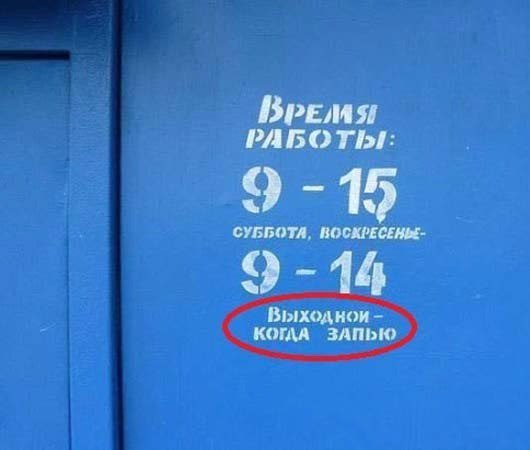 Время
работы:
9 - 15
суббота, воскресенье-
9 - 14
Выходной -
когда запью